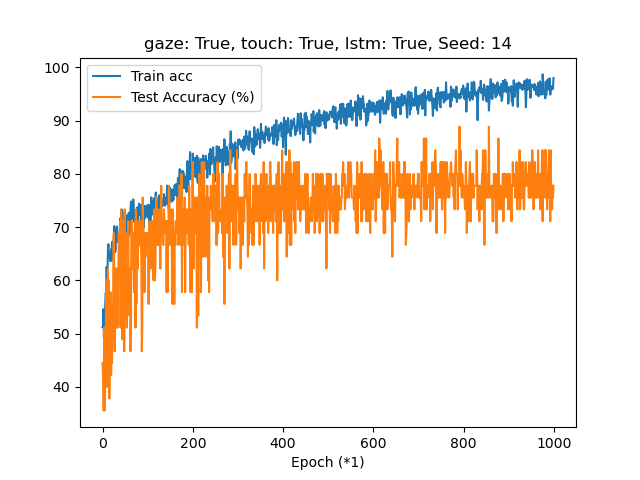 gaze: True, touch: True, lstm: True, Seed: 14
Train acc
Test Accuracy (%)
100
90
80
70
60
50
40
0 200 400 600 800 1000
Epoch (*1)